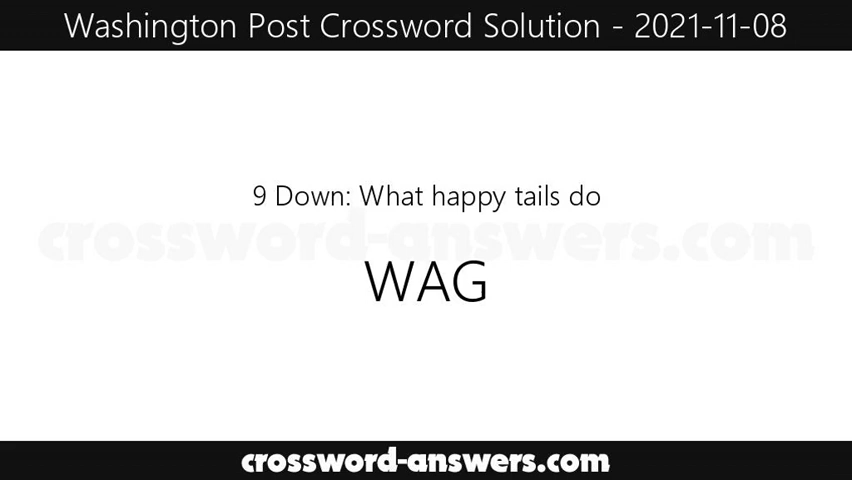 Washington Post Crossword Solution - 2021-11-08
9 Down: What happy tails do
crossword-answers.com
WAG
crossword-answers.com